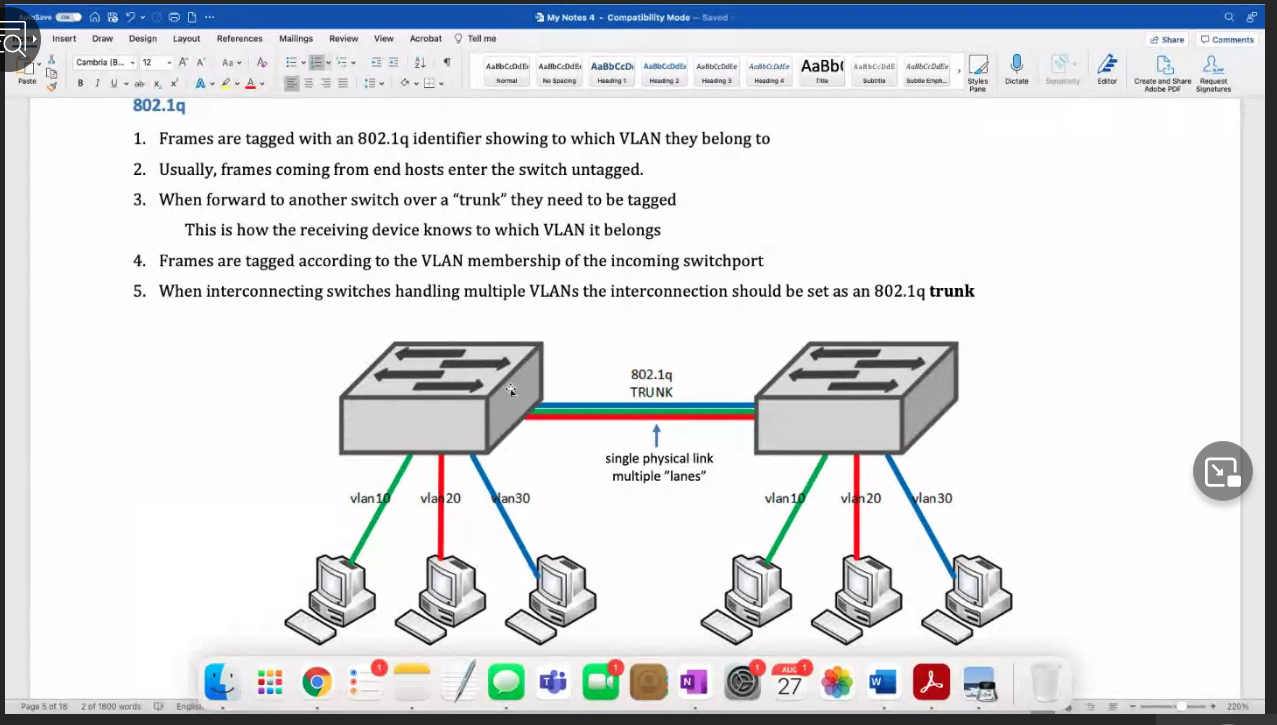 AutoSave ON
My Notes 4 - Compatibility Mode — Saved
Insert Draw Design Layout References Mailings Review View Acrobat Tell me
Share Comments
Paste
Cambria (B... 12
AaBbCcDdEe AaBbCcDdEe AaBbCcDc AaBbCcDdEe AaBbCcDdEe AaBbCcDdEe AaBb( AaBbCcDdE AaBbCcDdEe
Normal No Spacing Heading 1 Heading 2 Heading 3 Heading 4 Title Subtitle Subtle Emph...
Styles Pane
Dictate
Sensitivity
Editor
Create and Share Adobe PDF
Request Signatures
802.1q
1. Frames are tagged with an 802.1q identifier showing to which VLAN they belong to
2. Usually, frames coming from end hosts enter the switch untagged.
3. When forward to another switch over a “trunk” they need to be tagged
This is how the receiving device knows to which VLAN it belongs
4. Frames are tagged according to the VLAN membership of the incoming switchport
5. When interconnecting switches handling multiple VLANs the interconnection should be set as an 802.1q trunk
802.1q
TRUNK
single physical link
multiple “lanes”
vlan10 vlan20 vlan30
vlan10 vlan20 vlan30
AUG
27
Page 5 of 18 2 of 1800 words English
220%